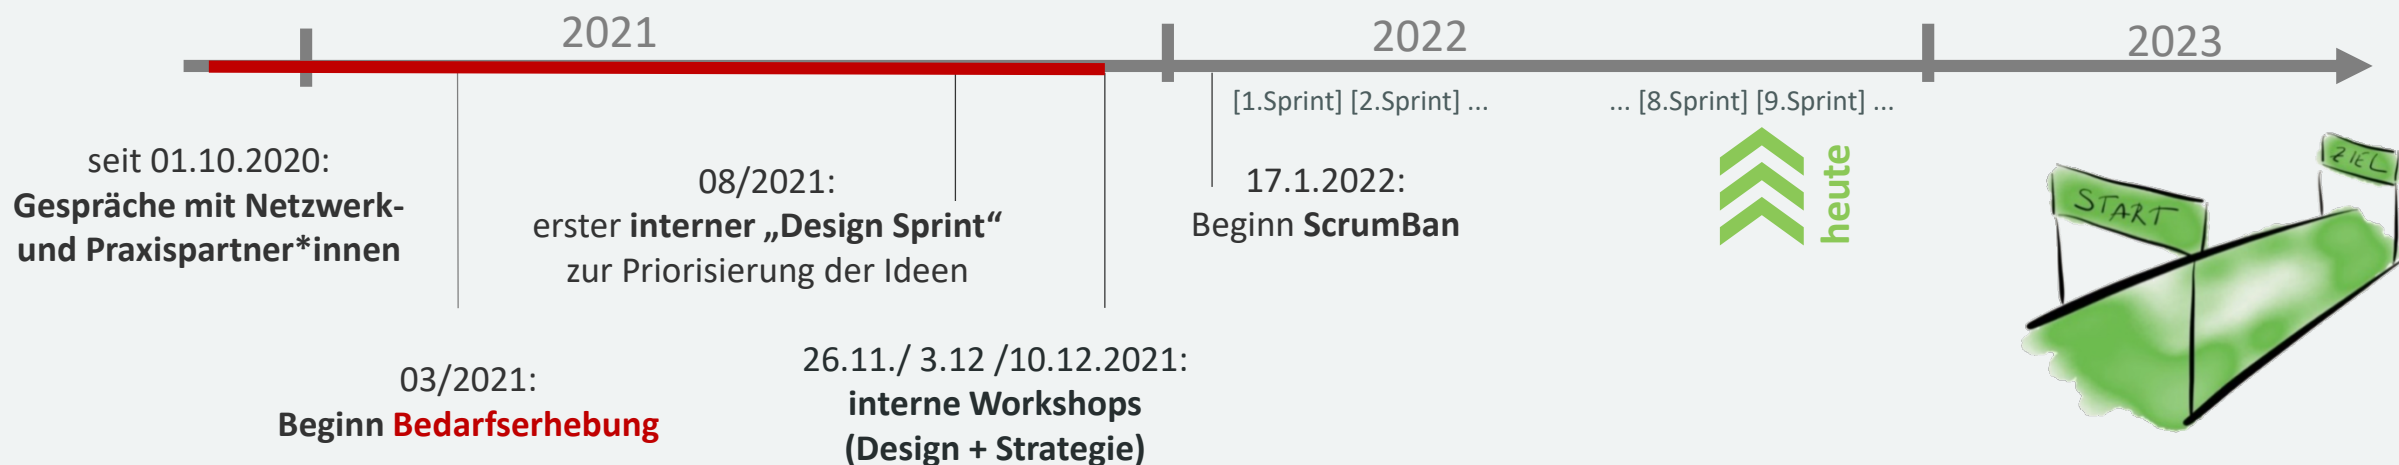 2021
2022
2023
[1.Sprint] [2.Sprint] ...
... [8.Sprint] [9.Sprint] ...
seit 01.10.2020:
Gespräche mit Netzwerk-
und Praxispartner*innen
08/2021:
erster interner „Design Sprint“
zur Priorisierung der Ideen
17.1.2022:
Beginn ScrumBan
heute
START
ZIEL
03/2021:
Beginn Bedarfserhebung
26.11./ 3.12 /10.12.2021:
interne Workshops
(Design + Strategie)